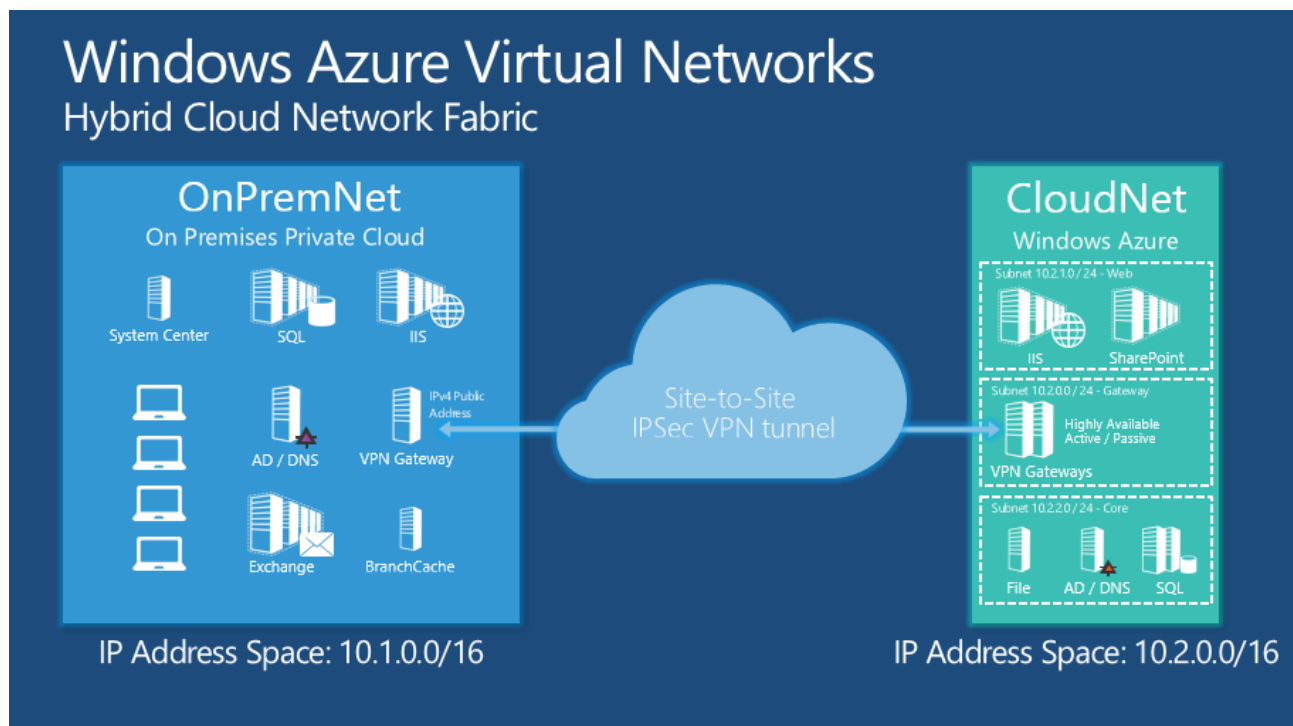 Windows Azure Virtual Networks
Hybrid Cloud Network Fabric
OnPremNet
On Premises Private Cloud
System Center
SQL
IIS
IPv4 Public
Address
AD / DNS
VPN Gateway
Exchange
BranchCache
IP Address Space: 10.1.0.0/16
Site-to-Site
IPSec VPN tunnel
CloudNet
Windows Azure
Subnet 10.2.1.0/24 - Web
IIS
SharePoint
Subnet 10.2.0.0/24 - Gateway
Highly Available
Active / Passive
VPN Gateways
Subnet 10.2.2.0/24 - Core
File
AD / DNS
SQL
IP Address Space: 10.2.0.0/16